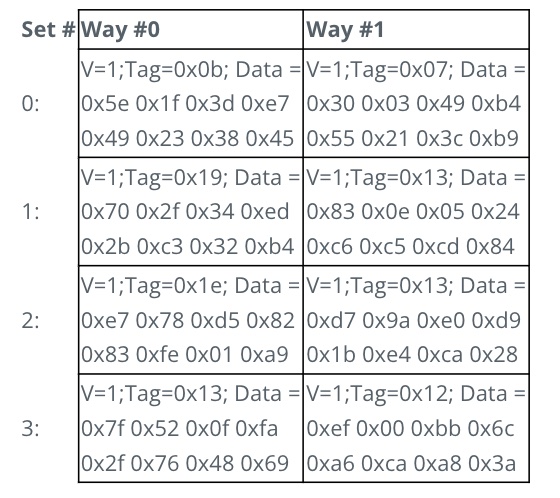 Set # Way #0 Way #1
V=1;Tag=0x0b; Data = V=1;Tag=0x07; Data =
0: 0x5e 0x1f 0x3d 0xe7 0x30 0x03 0x49 0xb4
0x49 0x23 0x38 0x45 0x55 0x21 0x3c 0xb9
V=1;Tag=0x19; Data = V=1;Tag=0x13; Data =
1: 0x70 0x2f 0x34 0xed 0x83 0x0e 0x05 0x24
0x2b 0xc3 0x32 0xb4 0xc6 0xc5 0xcd 0x84
V=1;Tag=0x1e; Data = V=1;Tag=0x13; Data =
2: 0xe7 0x78 0xd5 0x82 0xd7 0x9a 0xe0 0xd9
0x83 0xfe 0x01 0xa9 0x1b 0xe4 0xca 0x28
V=1;Tag=0x13; Data = V=1;Tag=0x12; Data =
3: 0x7f 0x52 0x0f 0xfa 0xef 0x00 0xbb 0x6c
0x2f 0x76 0x48 0x69 0xa6 0xca 0xa8 0x3a